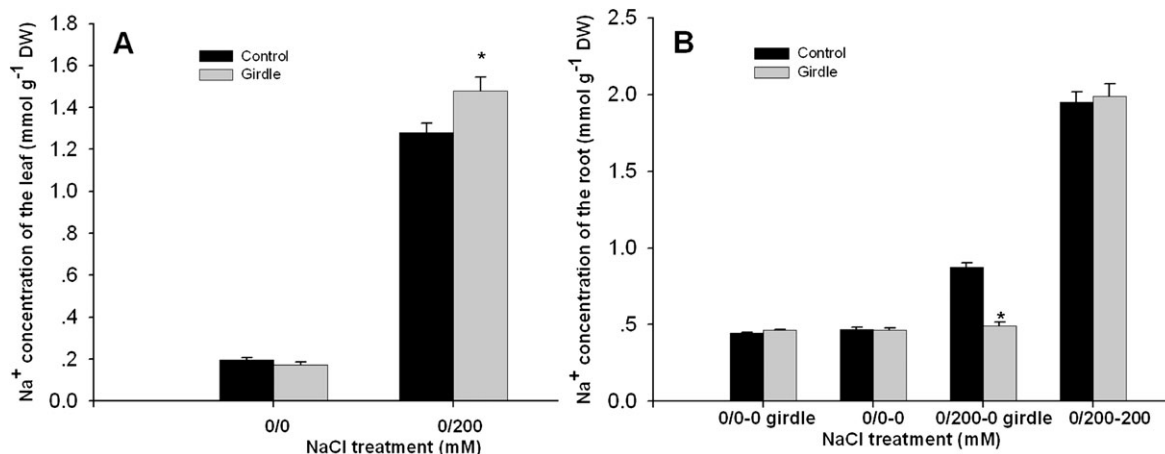 A
Control
Girdle
*
Na+ concentration of the leaf (mmol g-1 DW)
1.8
1.6
1.4
1.2
1.0
.8
.6
.4
.2
0.0
0/0
0/200
NaCl treatment (mM)
B
Control
Girdle
*
Na+ concentration of the root (mmol g-1 DW)
2.5
2.0
1.5
1.0
.5
0.0
0/0-0 girdle
0/0-0
0/200-0 girdle
0/200-200
NaCl treatment (mM)